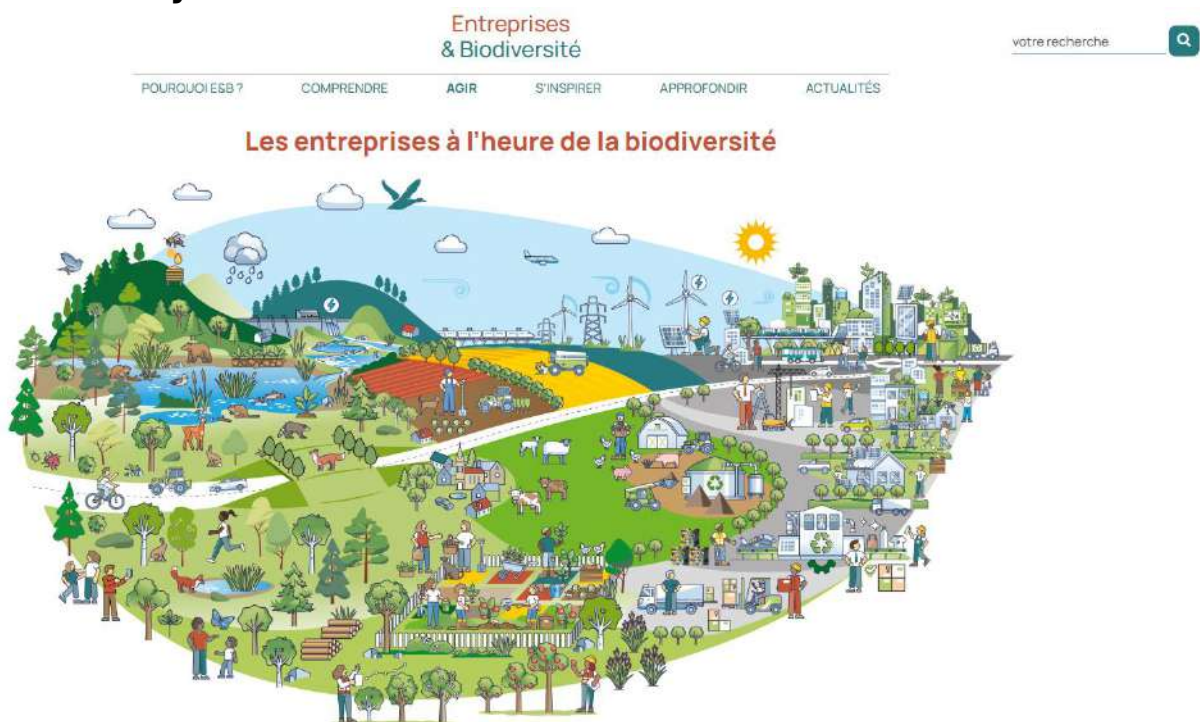 Entreprises
& Biodiversité
votre recherche
POURQUOI E&B ?
COMPRENDRE
AGIR
S'INSPIRER
APPROFONDIR
ACTUALITÉS
Les entreprises à l'heure de la biodiversité